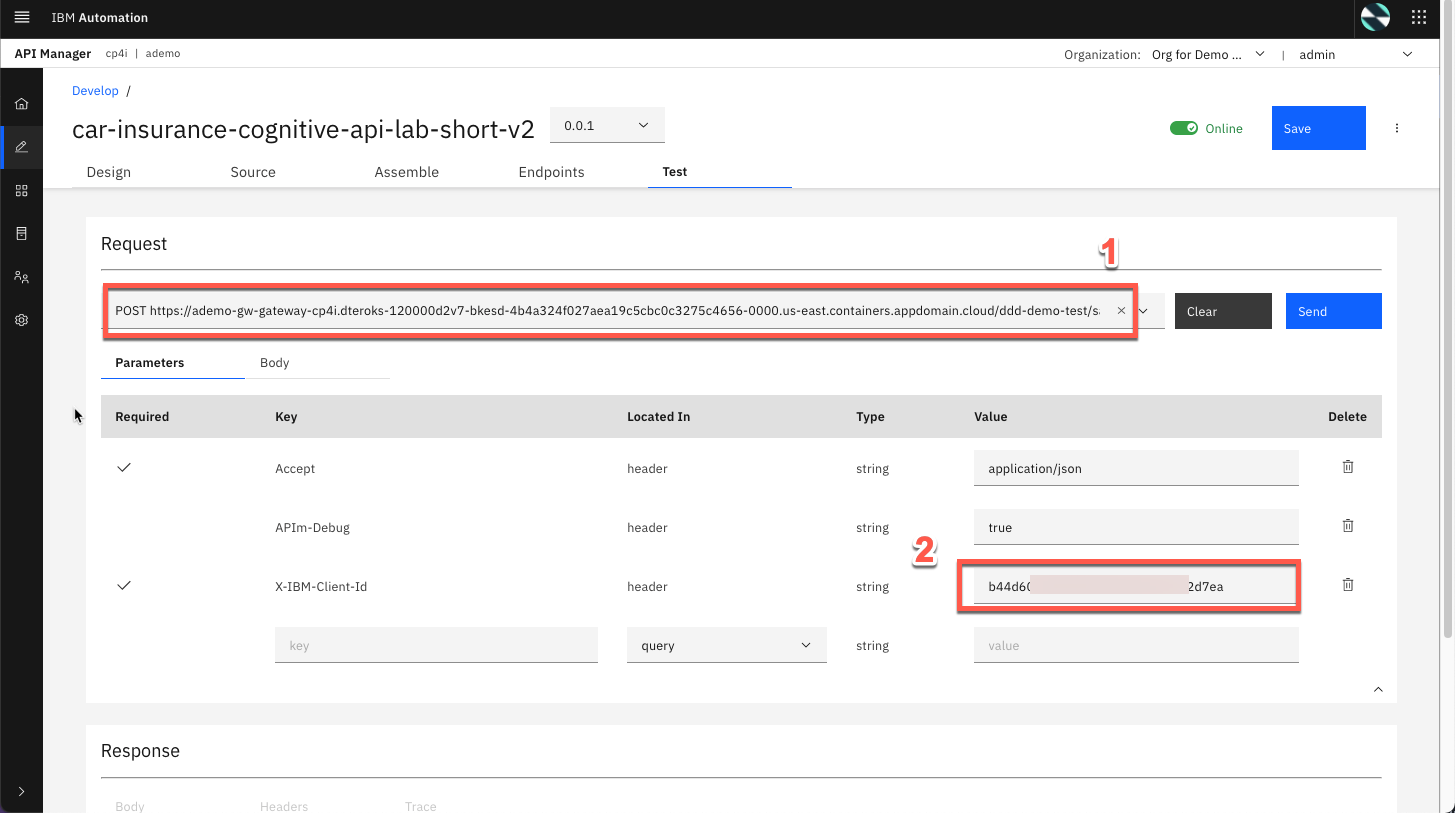 IBM Automation
API Manager cp4i | ademo Organization: Org for Demo ... | admin
Develop /
car-insurance-cognitive-api-lab-short-v2 0.0.1 Online Save
Design Source Assemble Endpoints Test
Request
1
POST https://ademo-gw-gateway-cp4i.dteroks-120000d2v7-bkesd-4b4a324f027aea19c5cbc0c3275c4656-0000.us-east.containers.appdomain.cloud/ddd-demo-test/s Clear Send
Parameters Body
Required Key Located In Type Value Delete
Accept header string application/json
APIm-Debug header string true
2
X-IBM-Client-Id header string b44d60 2d7ea
key query string value
Response
Body Headers Trace